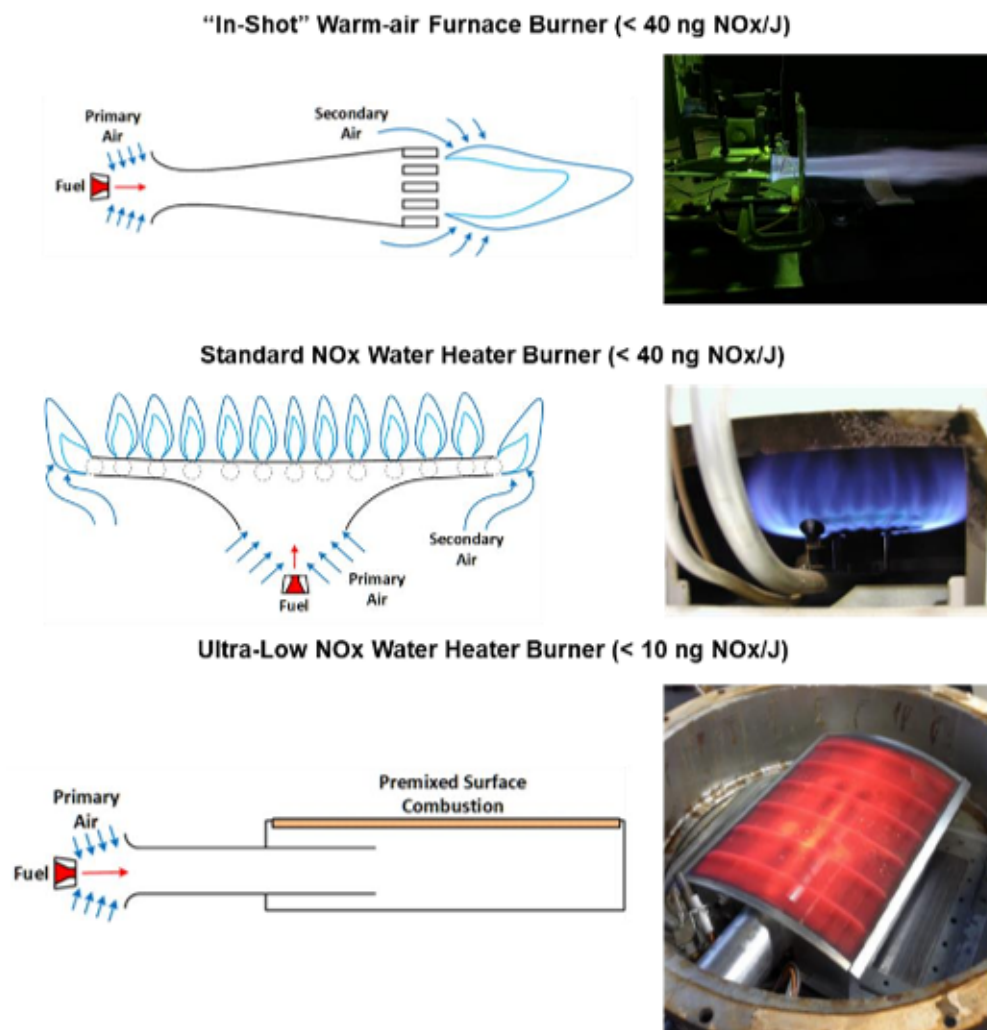 “In-Shot” Warm-air Furnace Burner (< 40 ng NOx/J)
Primary
Air
Secondary
Air
Fuel
Standard NOx Water Heater Burner (< 40 ng NOx/J)
Secondary
Air
Primary
Air
Fuel
Ultra-Low NOx Water Heater Burner (< 10 ng NOx/J)
Premixed Surface
Combustion
Primary
Air
Fuel